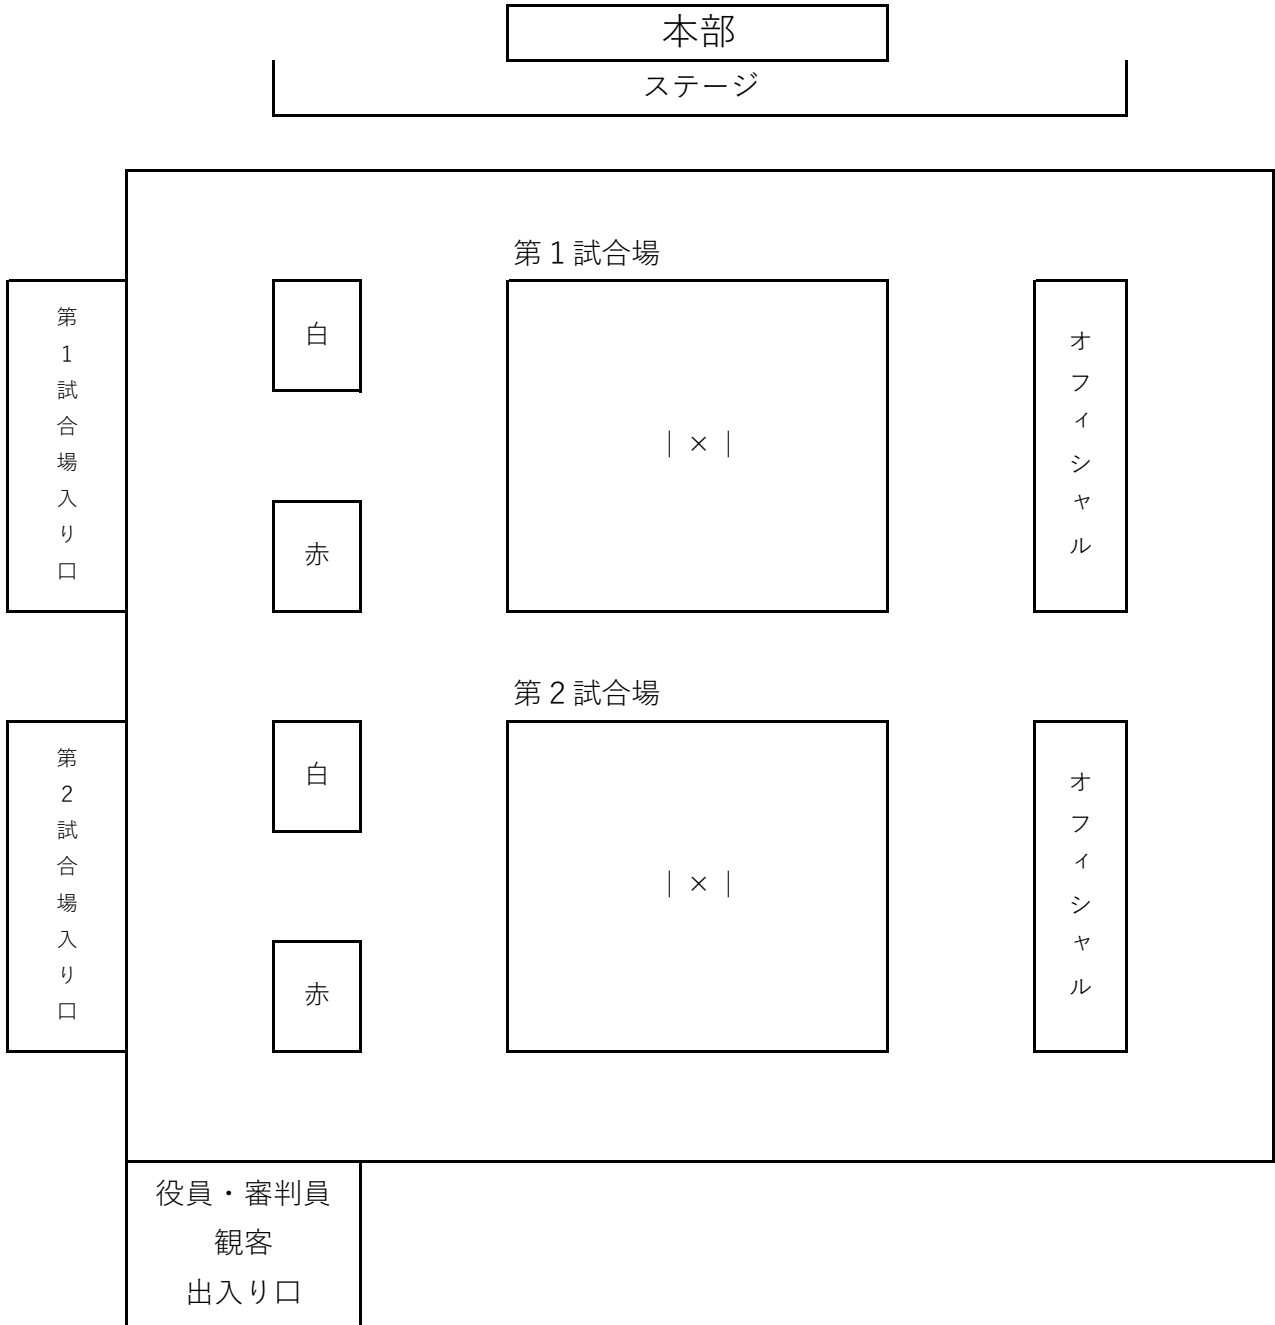 本部
ステージ
第１試合場
第１試合場入り口
白
｜×｜
オフィシャル
赤
第２試合場
第２試合場入り口
白
｜×｜
オフィシャル
赤
役員・審判員
観客
出入り口